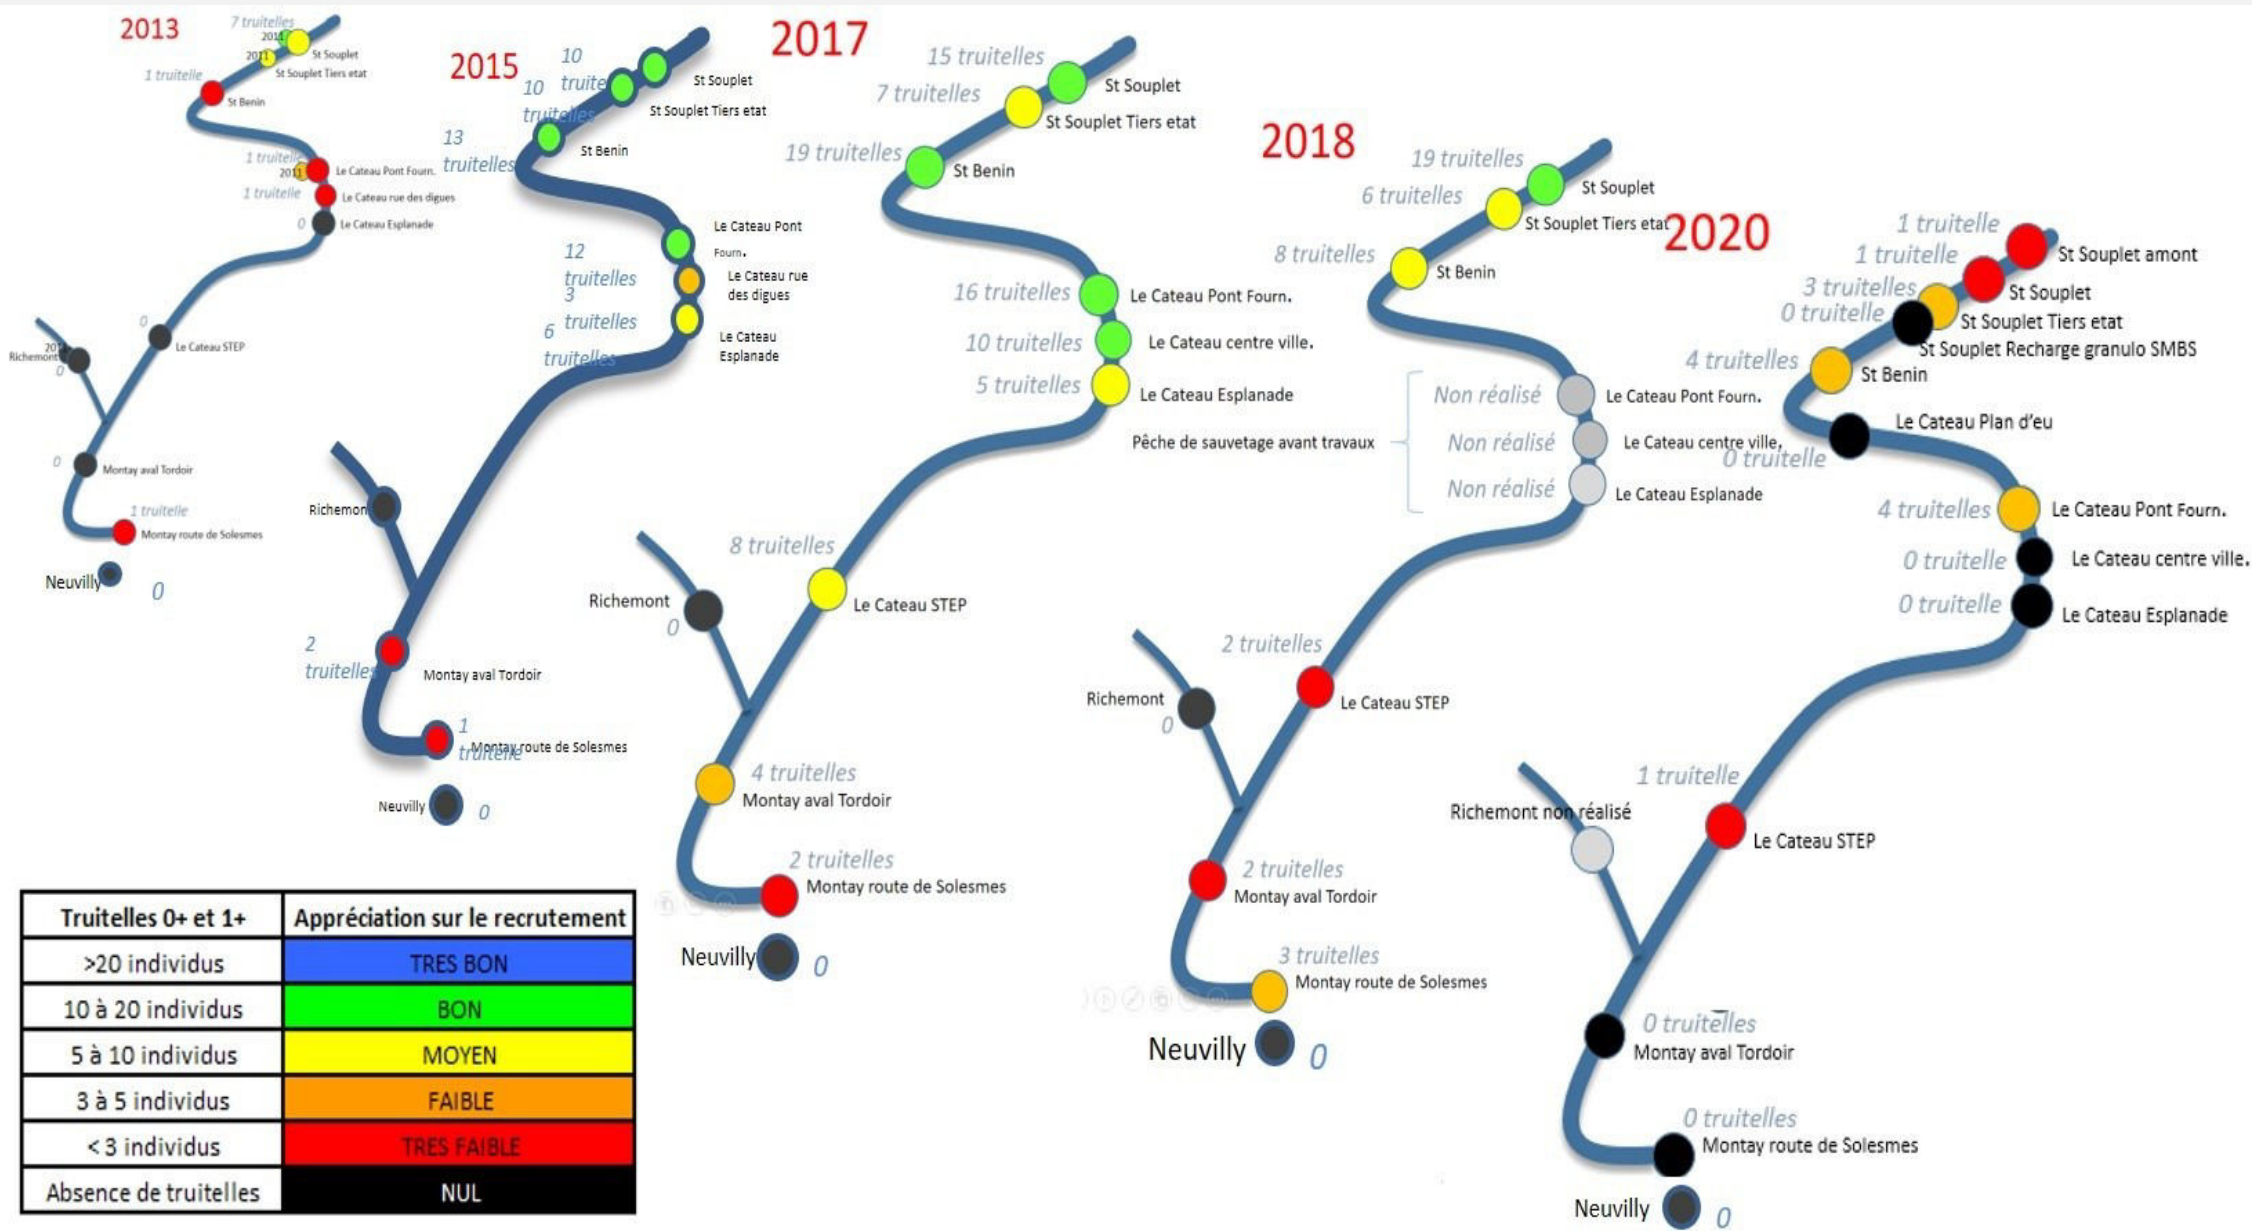 2013
7 truitelles
2011
St Souplet
2011
St Souplet Tiers etat
1 truitelle
St Benin
1 truitelle
2011
Le Cateau Pont Fourn.
1 truitelle
Le Cateau rue des digues
0
Le Cateau Esplanade
0
Le Cateau STEP
Richemont
0
0
Montay aval Tordoir
1 truitelle
Montay route de Solesmes
Neuvilly
0
2015
10
truite
St Souplet
10
truitelles
St Souplet Tiers etat
13
truitelles
St Benin
Le Cateau Pont
Fourn.
12
truitelles
Le Cateau rue
des digues
3
truitelles
6
truitelles
Le Cateau
Esplanade
Richemon
2
truitelles
Montay aval Tordoir
1
truitelle
Montay route de Solesmes
Neuvilly
0
2017
15 truitelles
St Souplet
7 truitelles
St Souplet Tiers etat
19 truitelles
St Benin
16 truitelles
Le Cateau Pont Fourn.
10 truitelles
Le Cateau centre ville.
5 truitelles
Le Cateau Esplanade
8 truitelles
Le Cateau STEP
Richemont
0
4 truitelles
Montay aval Tordoir
2 truitelles
Montay route de Solesmes
Neuvilly
0
2018
19 truitelles
St Souplet
6 truitelles
St Souplet Tiers etat
8 truitelles
St Benin
Pêche de sauvetage avant travaux
Non réalisé
Le Cateau Pont Fourn.
Non réalisé
Le Cateau centre ville,
Non réalisé
Le Cateau Esplanade
2 truitelles
Le Cateau STEP
Richemont
0
2 truitelles
Montay aval Tordoir
3 truitelles
Montay route de Solesmes
Neuvilly
0
2020
1 truitelle
St Souplet amont
1 truitelle
St Souplet
3 truitelles
St Souplet Tiers etat
0 truitelle
St Souplet Recharge granulo SMBS
4 truitelles
St Benin
Le Cateau Plan d'eu
0 truitelle
4 truitelles
Le Cateau Pont Fourn.
0 truitelle
Le Cateau centre ville.
0 truitelle
Le Cateau Esplanade
1 truitelle
Le Cateau STEP
Richemont non réalisé
0 truitelles
Montay aval Tordoir
0 truitelles
Montay route de Solesmes
Neuvilly
0
Truitelles 0+ et 1+ Appréciation sur le recrutement
>20 individus TRES BON
10 à 20 individus BON
5 à 10 individus MOYEN
3 à 5 individus FAIBLE
< 3 individus TRES FAIBLE
Absence de truitelles NUL